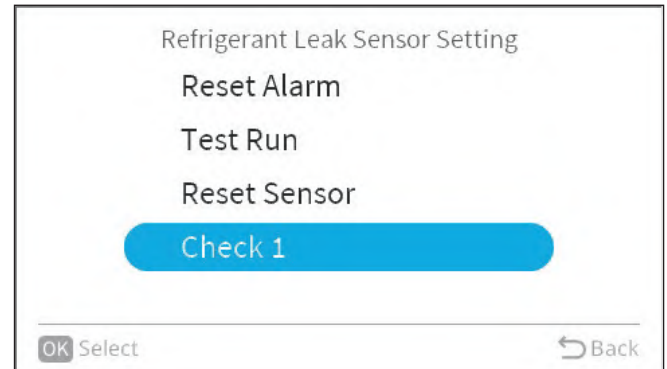 Refrigerant Leak Sensor Setting
Reset Alarm
Test Run
Reset Sensor
Check 1
OK Select Back